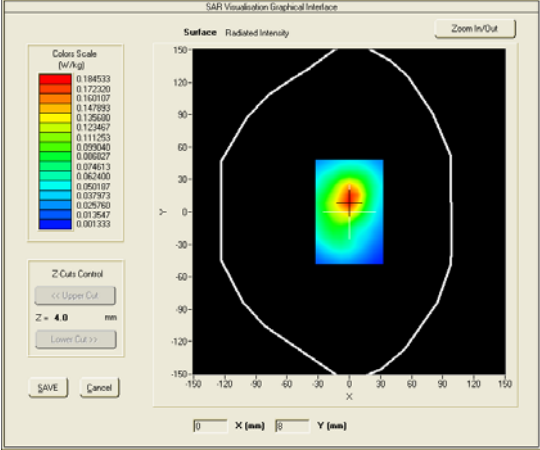 SAR Visualisation Graphical Interface
Surface Radiated Intensity
Zoom In/Out
Colors Scale
(W/kg)
0.184533
0.172320
0.160107
0.147893
0.135680
0.123467
0.111253
0.099040
0.086827
0.074613
0.062400
0.050187
0.037973
0.025760
0.013547
0.001333
150
120
90
60
30
0
-30
-60
-90
-120
-150
Y
-150 -120 -90 -60 -30 0 30 60 90 120 150
X
Z-Cuts Control
<< Upper Cut
Z = 4.0 mm
Lower Cut >>
SAVE Cancel
0 X (mm) 8 Y (mm)